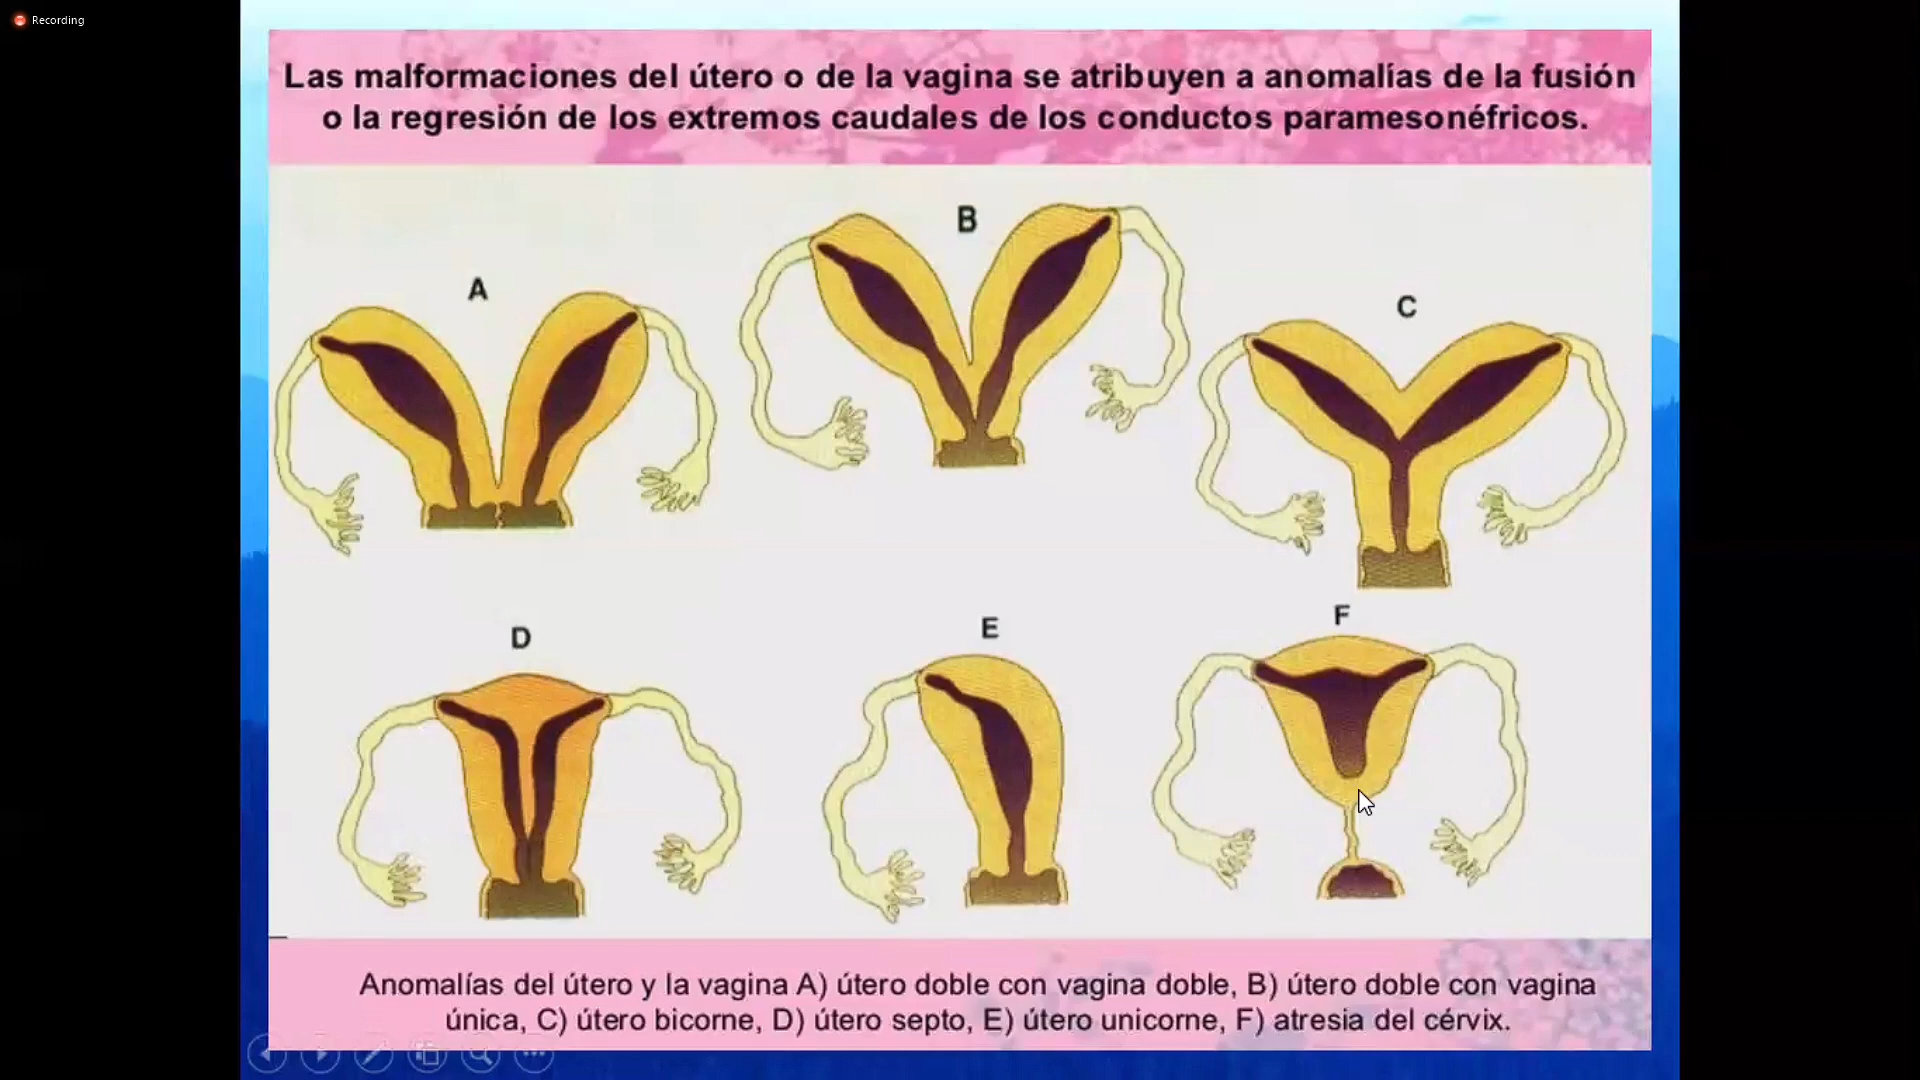 Recording
Las malformaciones del útero o de la vagina se atribuyen a anomalías de la fusión
o la regresión de los extremos caudales de los conductos paramesonéfricos.
B
A
C
F
E
D
Anomalías del útero y la vagina A) útero doble con vagina doble, B) útero doble con vagina
única, C) útero bicorne, D) útero septo, E) útero unicorne, F) atresia del cérvix.